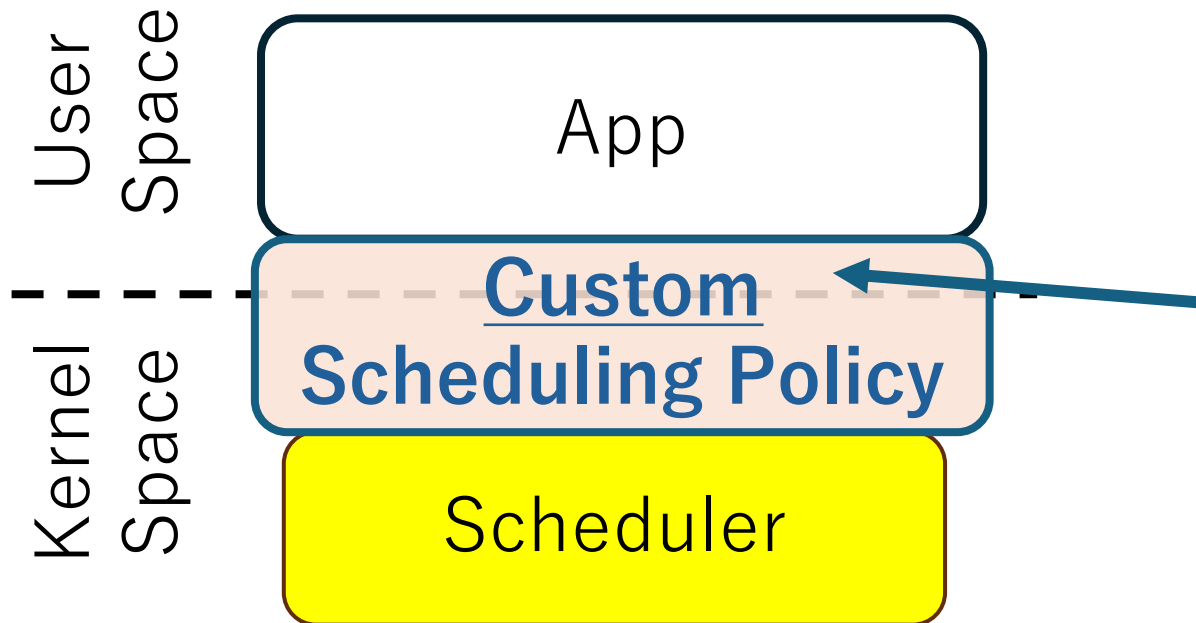 User
Space
App
Custom
Scheduling Policy
Kernel
Space
Scheduler